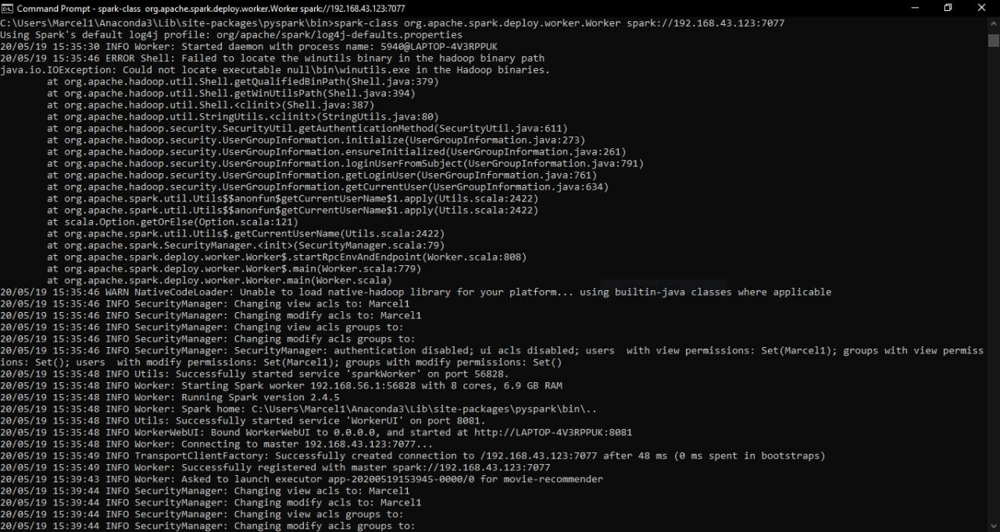 Command Prompt - spark-class  org.apache.spark.deploy.worker.Worker spark://192.168.43.123:7077
C:\Users\Marcel1\Anaconda3\Lib\site-packages\pyspark\bin>spark-class org.apache.spark.deploy.worker.Worker spark://192.168.43.123:7077
Using Spark's default log4j profile: org/apache/spark/log4j-defaults.properties
20/05/19 15:35:30 INFO Worker: Started daemon with process name: 5940@LAPTOP-4V3RPPUK
20/05/19 15:35:46 ERROR Shell: Failed to locate the winutils binary in the hadoop binary path
java.io.IOException: Could not locate executable null\bin\winutils.exe in the Hadoop binaries.
        at org.apache.hadoop.util.Shell.getQualifiedBinPath(Shell.java:379)
        at org.apache.hadoop.util.Shell.getWinUtilsPath(Shell.java:394)
        at org.apache.hadoop.util.Shell.<clinit>(Shell.java:387)
        at org.apache.hadoop.util.StringUtils.<clinit>(StringUtils.java:80)
        at org.apache.hadoop.security.SecurityUtil.getAuthenticationMethod(SecurityUtil.java:611)
        at org.apache.hadoop.security.UserGroupInformation.initialize(UserGroupInformation.java:273)
        at org.apache.hadoop.security.UserGroupInformation.ensureInitialized(UserGroupInformation.java:261)
        at org.apache.hadoop.security.UserGroupInformation.loginUserFromSubject(UserGroupInformation.java:791)
        at org.apache.hadoop.security.UserGroupInformation.getLoginUser(UserGroupInformation.java:761)
        at org.apache.hadoop.security.UserGroupInformation.getCurrentUser(UserGroupInformation.java:634)
        at org.apache.spark.util.Utils$$anonfun$getCurrentUserName$1.apply(Utils.scala:2422)
        at org.apache.spark.util.Utils$$anonfun$getCurrentUserName$1.apply(Utils.scala:2422)
        at scala.Option.getOrElse(Option.scala:121)
        at org.apache.spark.util.Utils$.getCurrentUserName(Utils.scala:2422)
        at org.apache.spark.SecurityManager.<init>(SecurityManager.scala:79)
        at org.apache.spark.deploy.worker.Worker$.startRpcEnvAndEndpoint(Worker.scala:808)
        at org.apache.spark.deploy.worker.Worker$.main(Worker.scala:779)
        at org.apache.spark.deploy.worker.Worker.main(Worker.scala)
20/05/19 15:35:46 WARN NativeCodeLoader: Unable to load native-hadoop library for your platform... using builtin-java classes where applicable
20/05/19 15:35:46 INFO SecurityManager: Changing view acls to: Marcel1
20/05/19 15:35:46 INFO SecurityManager: Changing modify acls to: Marcel1
20/05/19 15:35:46 INFO SecurityManager: Changing view acls groups to:
20/05/19 15:35:46 INFO SecurityManager: Changing modify acls groups to:
20/05/19 15:35:46 INFO SecurityManager: SecurityManager: authentication disabled; ui acls disabled; users  with view permissions: Set(Marcel1); groups with view permiss
ions: Set(); users  with modify permissions: Set(Marcel1); groups with modify permissions: Set()
20/05/19 15:35:48 INFO Utils: Successfully started service 'sparkWorker' on port 56828.
20/05/19 15:35:48 INFO Worker: Starting Spark worker 192.168.56.1:56828 with 8 cores, 6.9 GB RAM
20/05/19 15:35:48 INFO Worker: Running Spark version 2.4.5
20/05/19 15:35:48 INFO Worker: Spark home: C:\Users\Marcel1\Anaconda3\Lib\site-packages\pyspark\bin\..
20/05/19 15:35:48 INFO Utils: Successfully started service 'WorkerUI' on port 8081.
20/05/19 15:35:48 INFO WorkerWebUI: Bound WorkerWebUI to 0.0.0.0, and started at http://LAPTOP-4V3RPPUK:8081
20/05/19 15:35:48 INFO Worker: Connecting to master 192.168.43.123:7077...
20/05/19 15:35:49 INFO TransportClientFactory: Successfully created connection to /192.168.43.123:7077 after 48 ms (0 ms spent in bootstraps)
20/05/19 15:35:49 INFO Worker: Successfully registered with master spark://192.168.43.123:7077
20/05/19 15:39:43 INFO Worker: Asked to launch executor app-20200519153945-0000/0 for movie-recommender
20/05/19 15:39:44 INFO SecurityManager: Changing view acls to: Marcel1
20/05/19 15:39:44 INFO SecurityManager: Changing modify acls to: Marcel1
20/05/19 15:39:44 INFO SecurityManager: Changing view acls groups to:
20/05/19 15:39:44 INFO SecurityManager: Changing modify acls groups to: